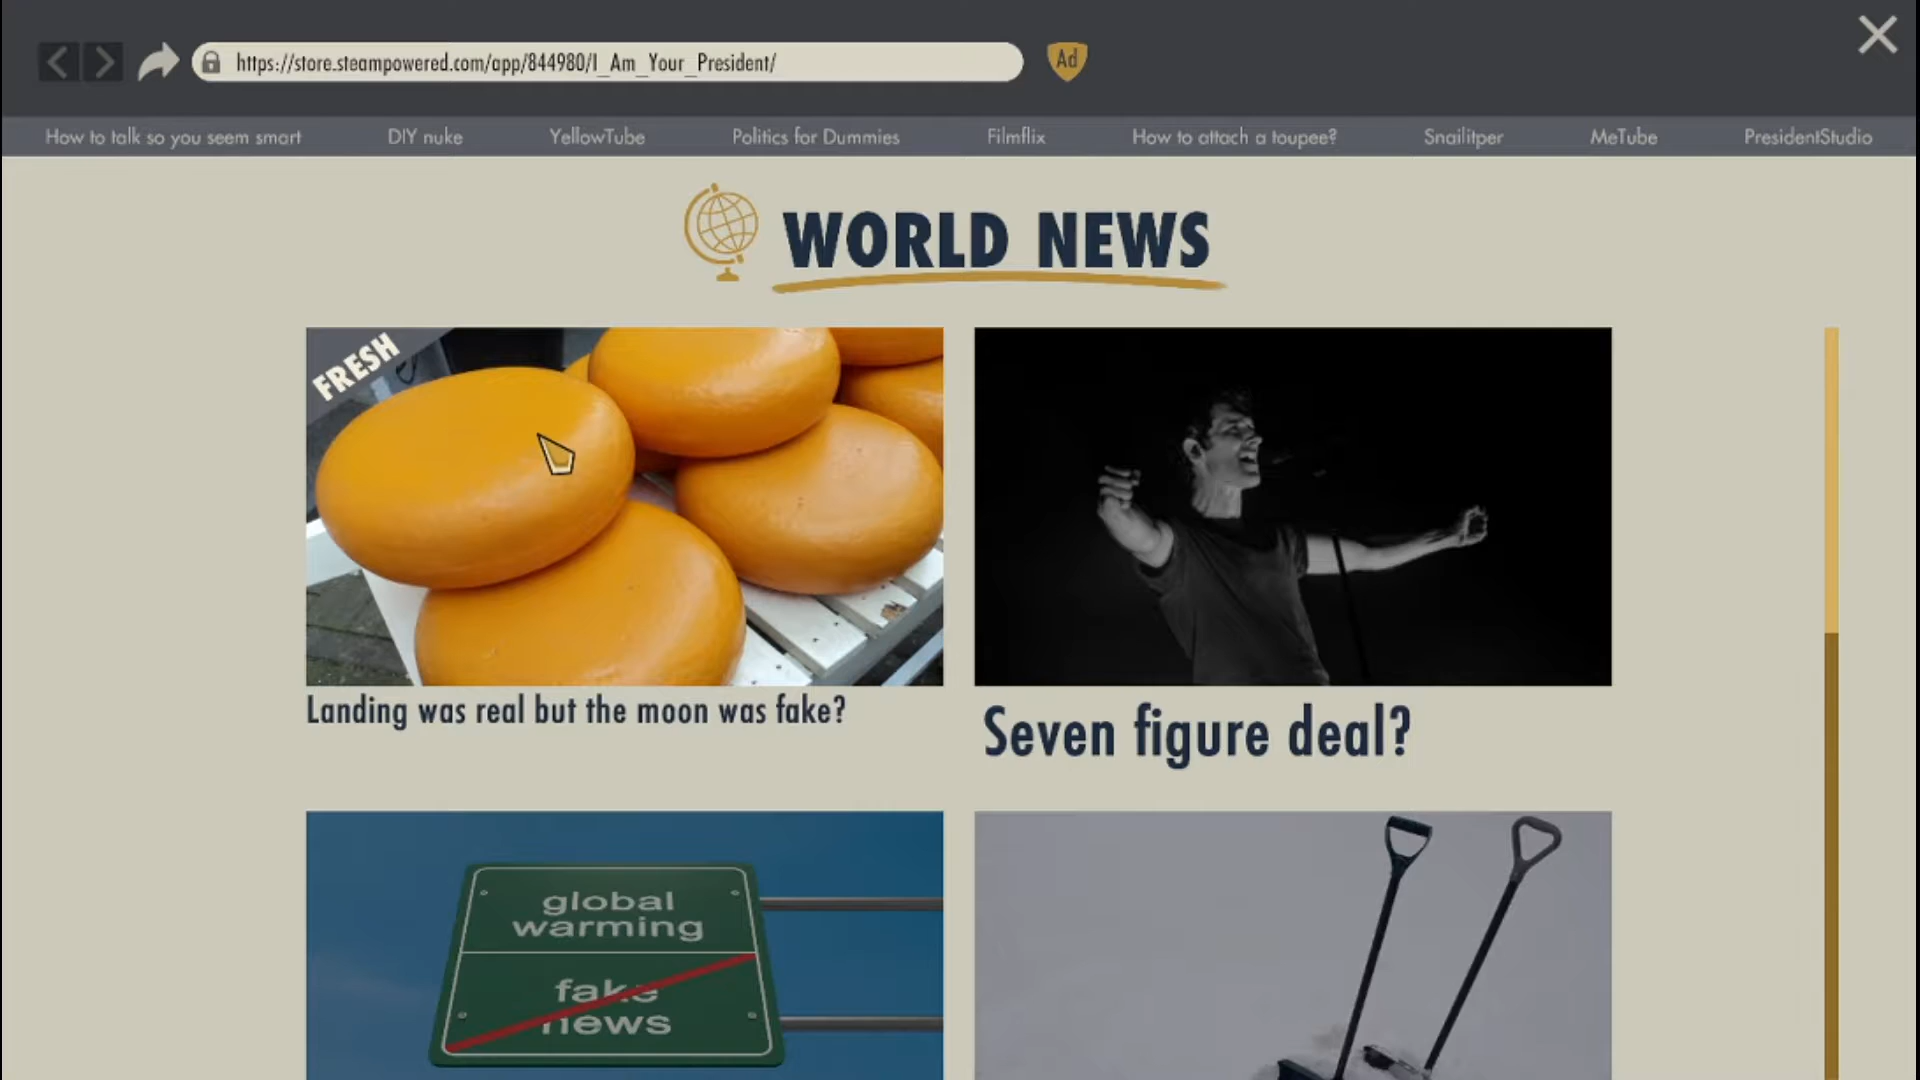 https://store.steampowered.com/app/844980/I_Am_Your_President/
Ad
How to talk so you seem smart
DIY nuke
YellowTube
Politics for Dummies
Filmflix
How to attach a toupee?
Snailitper
MeTube
PresidentStudio
WORLD NEWS
FRESH
Landing was real but the moon was fake?
Seven figure deal?
global
warming
fake
news